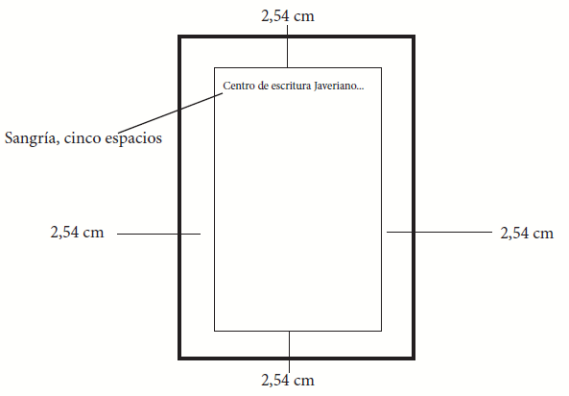 2,54 cm
Centro de escritura Javeriano...
Sangría, cinco espacios
2,54 cm
2,54 cm
2,54 cm